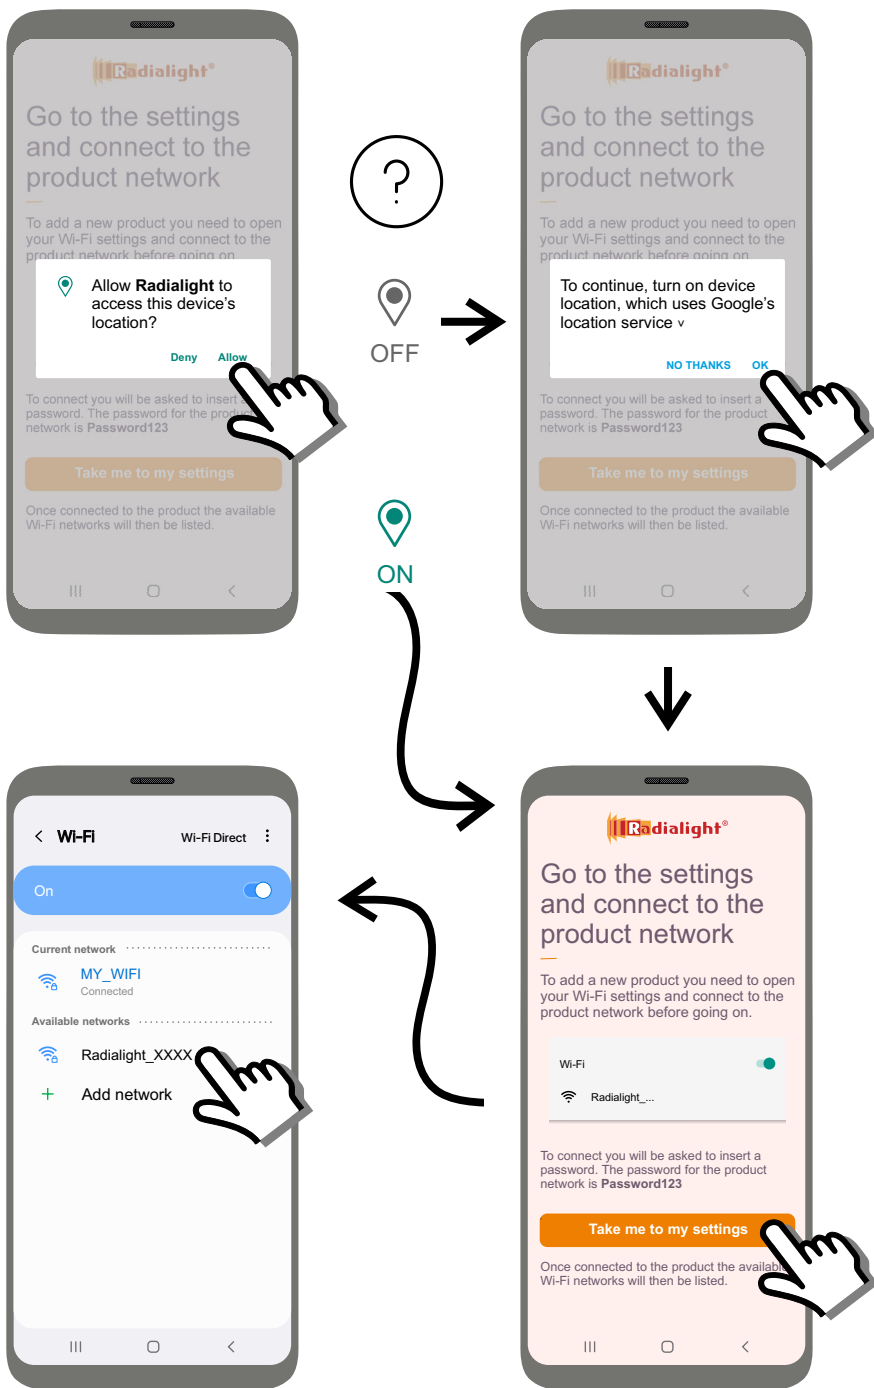 Radialight®
Go to the settings
and connect to the
product network
To add a new product you need to open
your Wi-Fi settings and connect to the
product network before going on.
Allow Radialight to
access this device's
location?
Deny Allow
To connect you will be asked to insert a
password. The password for the product
network is Password123
Take me to my settings
Once connected to the product the available
Wi-Fi networks will then be listed.
?
OFF
ON
Radialight®
Go to the settings
and connect to the
product network
To add a new product you need to open
your Wi-Fi settings and connect to the
product network before going on.
To continue, turn on device
location, which uses Google's
location service v
NO THANKS OK
To connect you will be asked to insert a
password. The password for the product
network is Password123
Take me to my settings
Once connected to the product the available
Wi-Fi networks will then be listed.
Wi-Fi Wi-Fi Direct
On
Current network
MY_WIFI
Connected
Available networks
Radialight_XXXX
+ Add network
Radialight®
Go to the settings
and connect to the
product network
To add a new product you need to open
your Wi-Fi settings and connect to the
product network before going on.
Wi-Fi
Radialight_...
To connect you will be asked to insert a
password. The password for the product
network is Password123
Take me to my settings
Once connected to the product the available
Wi-Fi networks will then be listed.